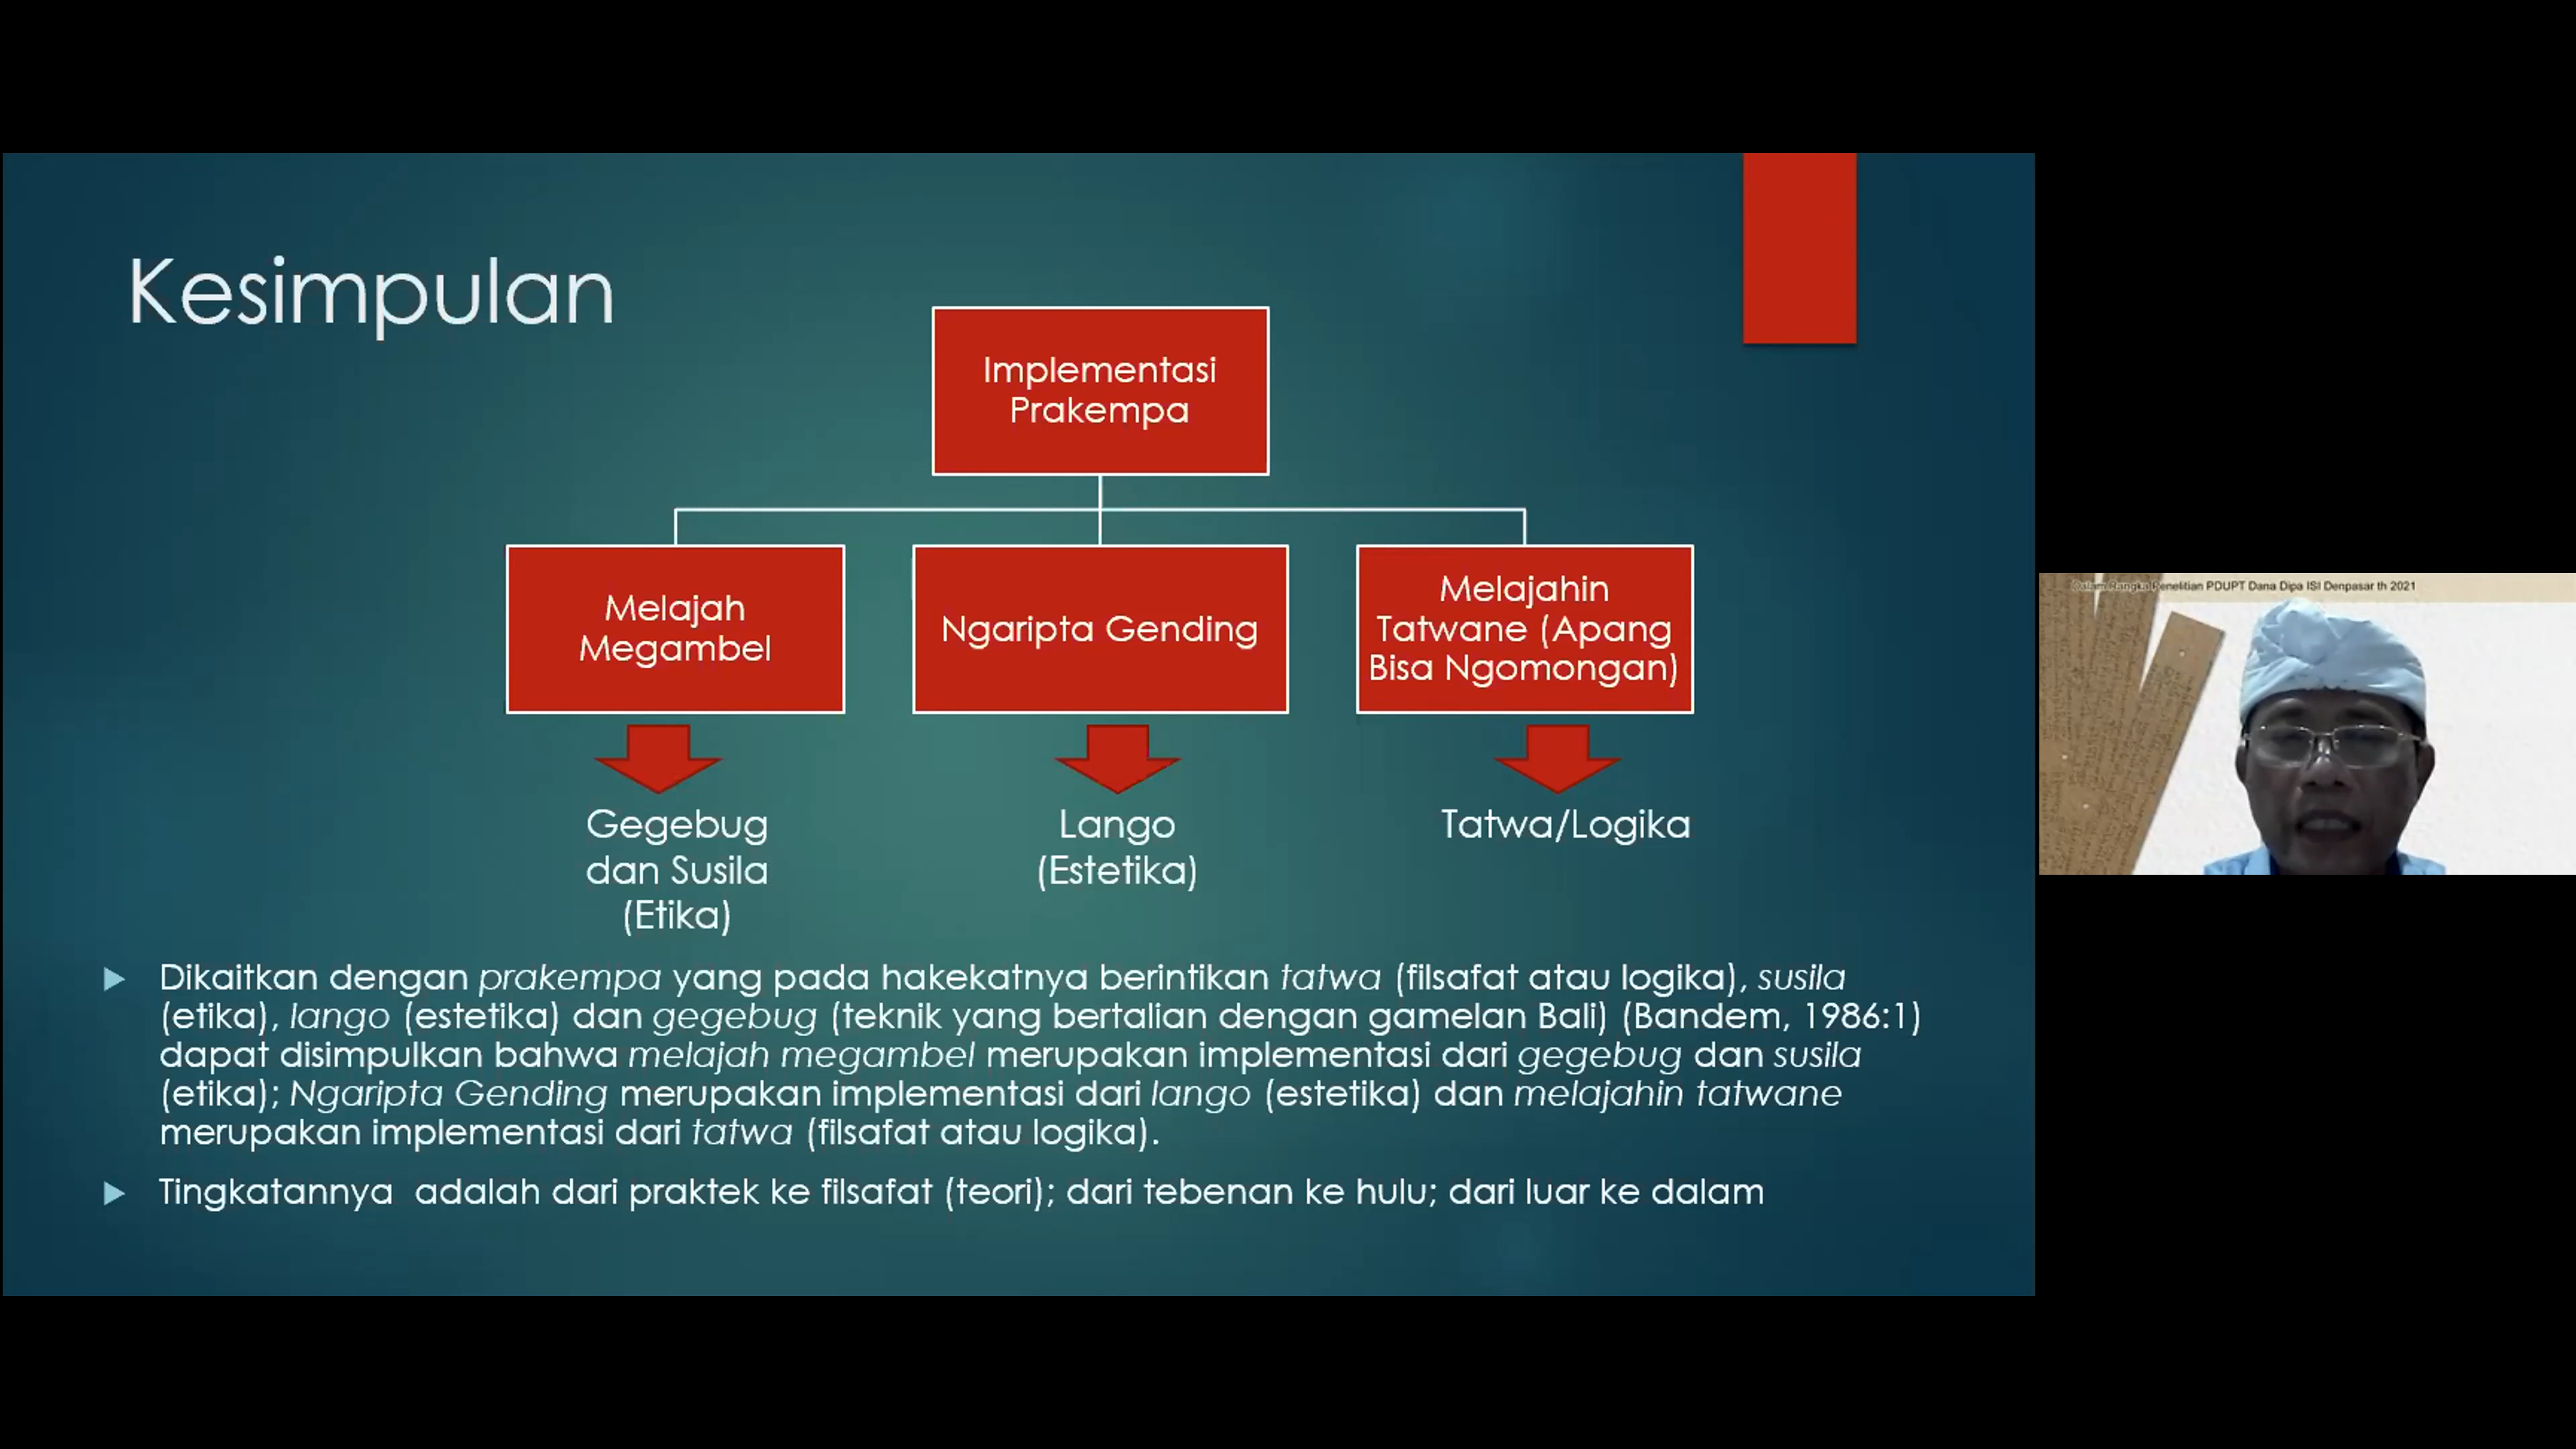 Kesimpulan
Implementasi
Prakempa
Melajah
Megambel
Ngaripta Gending
Melajahin
Tatwane (Apang
Bisa Ngomongan)
Gegebug
dan Susila
(Etika)
Lango
(Estetika)
Tatwa/Logika
Dikaitkan dengan prakempa yang pada hakekatnya berintikan tatwa (filsafat atau logika), susila
(etika), lango (estetika) dan gegebug (teknik yang bertalian dengan gamelan Bali) (Bandem, 1986:1)
dapat disimpulkan bahwa melajah megambel merupakan implementasi dari gegebug dan susila
(etika); Ngaripta Gending merupakan implementasi dari lango (estetika) dan melajahin tatwane
merupakan implementasi dari tatwa (filsafat atau logika).
Tingkatannya adalah dari praktek ke filsafat (teori); dari tebenan ke hulu; dari luar ke dalam
Dalam Rangka Penelitian PDUPT Dana Dipa ISI Denpasar th 2021